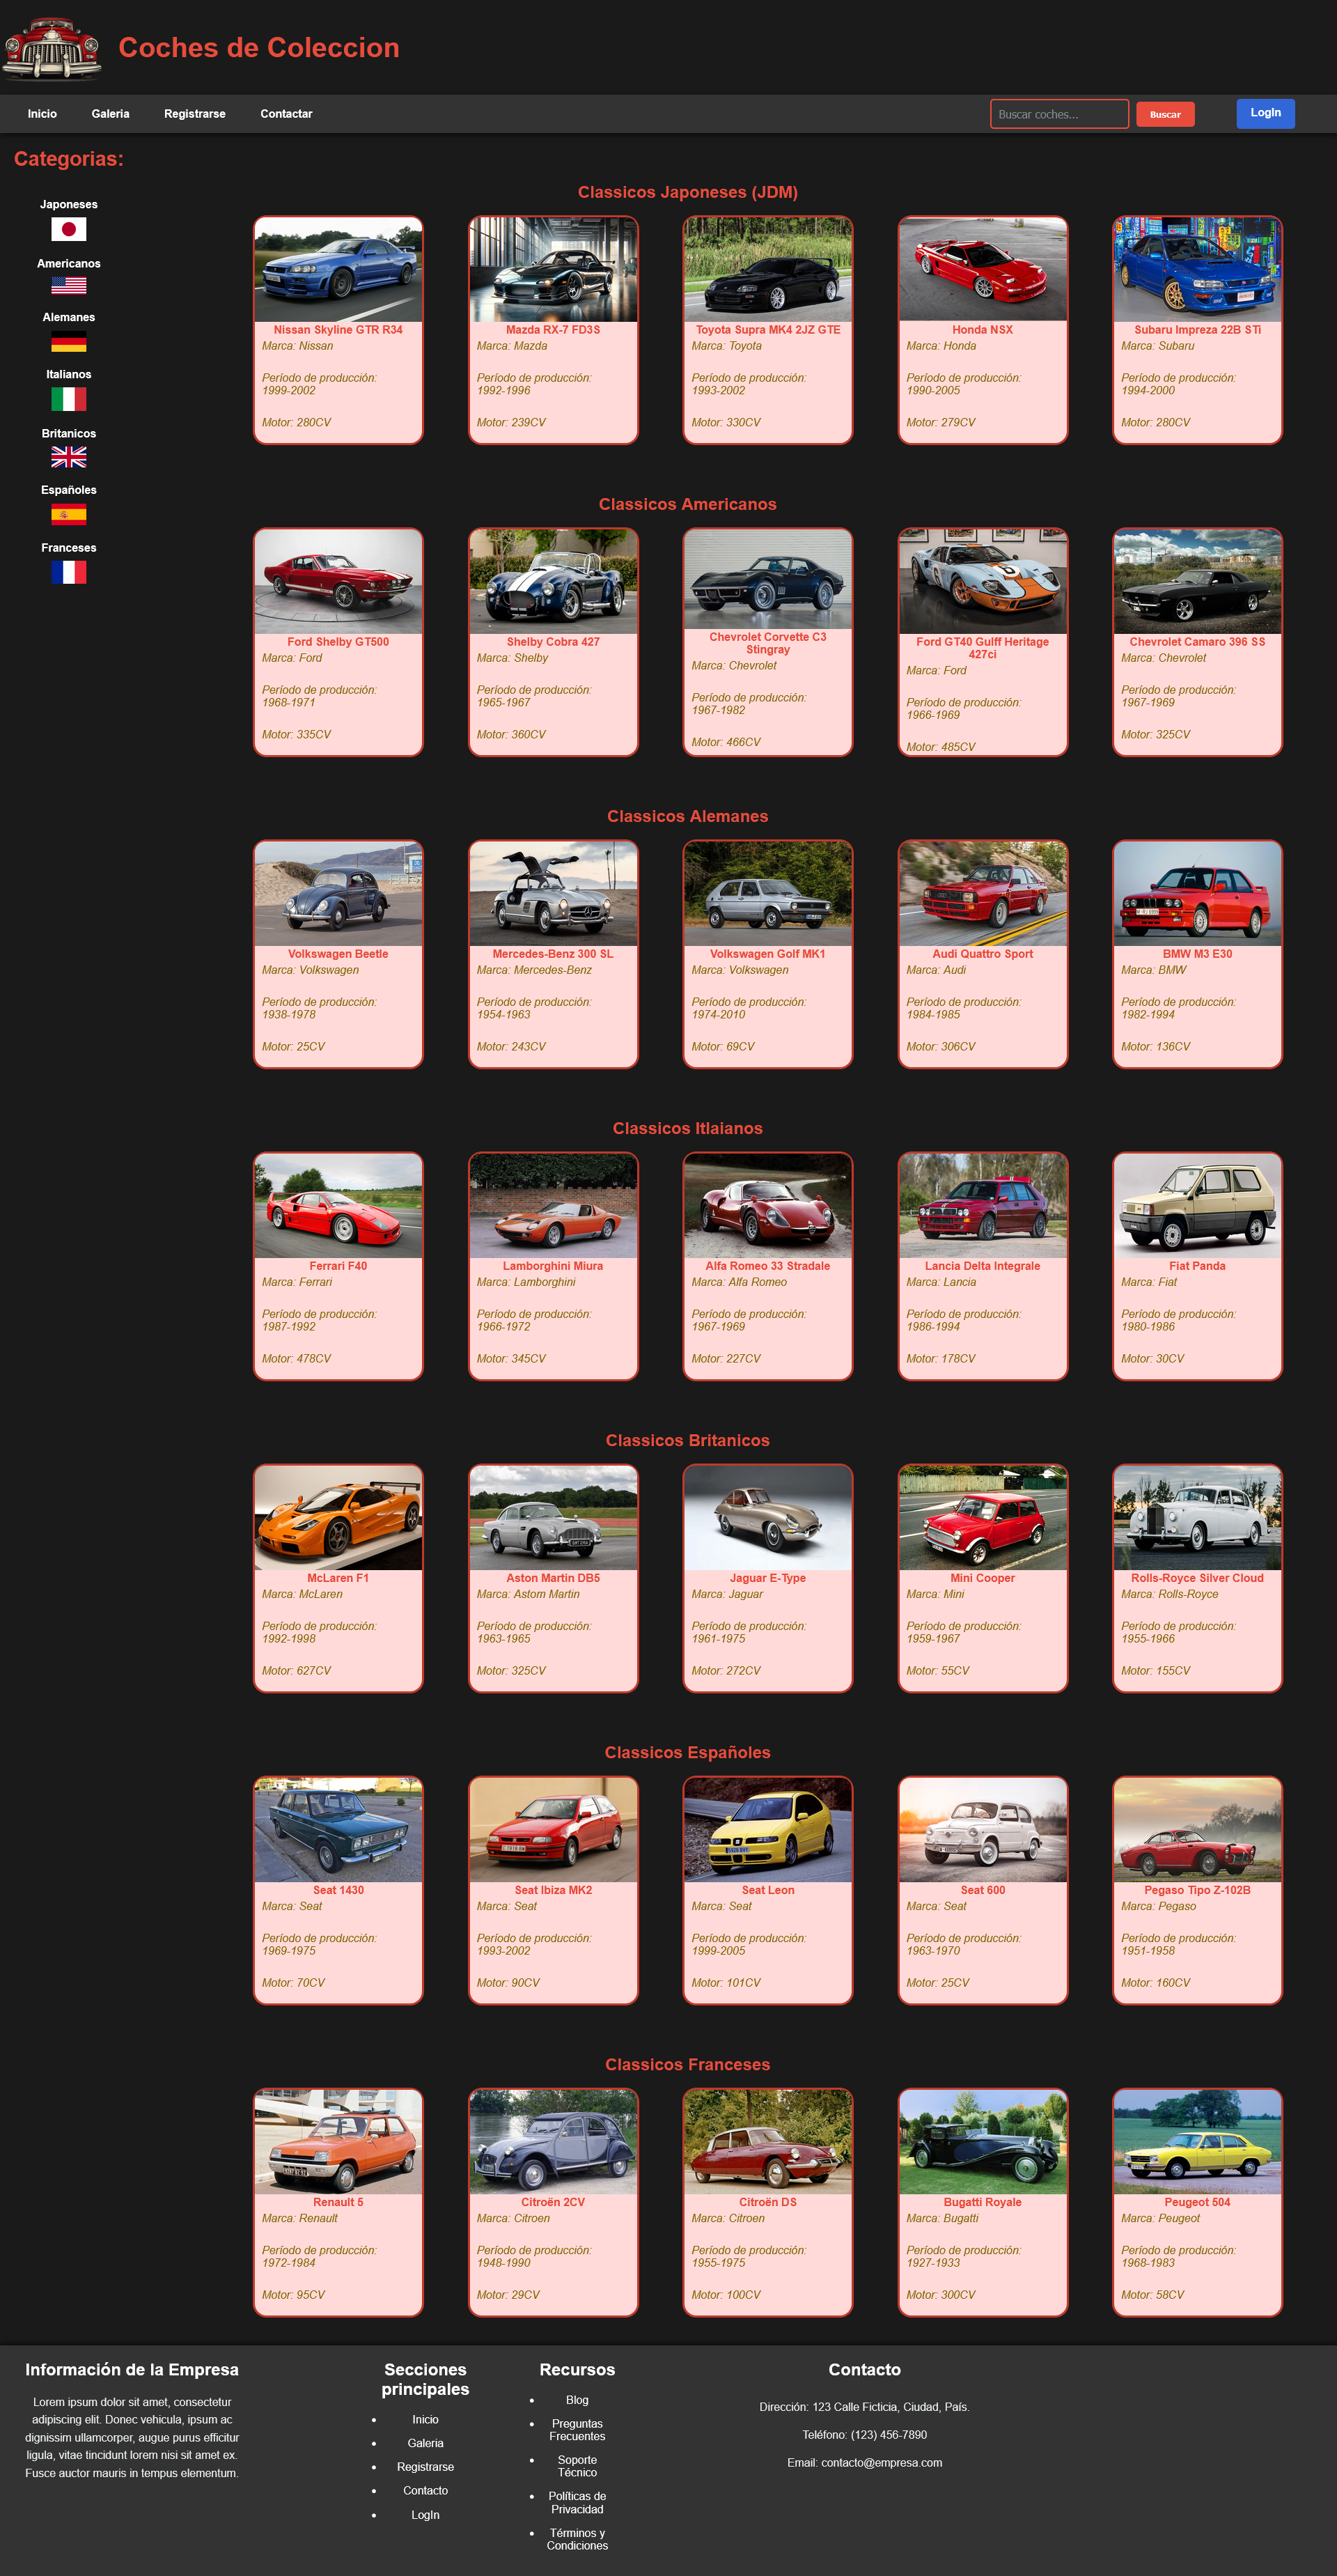 Coches de Coleccion
Inicio Galeria Registrarse Contactar Buscar coches... Buscar LogIn
Categorias:
Japoneses
Americanos
Alemanes
Italianos
Britanicos
Españoles
Franceses
Classicos Japoneses (JDM)
Nissan Skyline GTR R34
Marca: Nissan
Período de producción:
1999-2002
Motor: 280CV
Mazda RX-7 FD3S
Marca: Mazda
Período de producción:
1992-1996
Motor: 239CV
Toyota Supra MK4 2JZ GTE
Marca: Toyota
Período de producción:
1993-2002
Motor: 330CV
Honda NSX
Marca: Honda
Período de producción:
1990-2005
Motor: 279CV
Subaru Impreza 22B STi
Marca: Subaru
Período de producción:
1994-2000
Motor: 280CV
Classicos Americanos
Ford Shelby GT500
Marca: Ford
Período de producción:
1968-1971
Motor: 335CV
Shelby Cobra 427
Marca: Shelby
Período de producción:
1965-1967
Motor: 360CV
Chevrolet Corvette C3
Stingray
Marca: Chevrolet
Período de producción:
1967-1982
Motor: 466CV
Ford GT40 Gulff Heritage
427ci
Marca: Ford
Período de producción:
1966-1969
Motor: 485CV
Chevrolet Camaro 396 SS
Marca: Chevrolet
Período de producción:
1967-1969
Motor: 325CV
Classicos Alemanes
Volkswagen Beetle
Marca: Volkswagen
Período de producción:
1938-1978
Motor: 25CV
Mercedes-Benz 300 SL
Marca: Mercedes-Benz
Período de producción:
1954-1963
Motor: 243CV
Volkswagen Golf MK1
Marca: Volkswagen
Período de producción:
1974-2010
Motor: 69CV
Audi Quattro Sport
Marca: Audi
Período de producción:
1984-1985
Motor: 306CV
BMW M3 E30
Marca: BMW
Período de producción:
1982-1994
Motor: 136CV
Classicos Itlaianos
Ferrari F40
Marca: Ferrari
Período de producción:
1987-1992
Motor: 478CV
Lamborghini Miura
Marca: Lamborghini
Período de producción:
1966-1972
Motor: 345CV
Alfa Romeo 33 Stradale
Marca: Alfa Romeo
Período de producción:
1967-1969
Motor: 227CV
Lancia Delta Integrale
Marca: Lancia
Período de producción:
1986-1994
Motor: 178CV
Fiat Panda
Marca: Fiat
Período de producción:
1980-1986
Motor: 30CV
Classicos Britanicos
McLaren F1
Marca: McLaren
Período de producción:
1992-1998
Motor: 627CV
Aston Martin DB5
Marca: Astom Martin
Período de producción:
1963-1965
Motor: 325CV
Jaguar E-Type
Marca: Jaguar
Período de producción:
1961-1975
Motor: 272CV
Mini Cooper
Marca: Mini
Período de producción:
1959-1967
Motor: 55CV
Rolls-Royce Silver Cloud
Marca: Rolls-Royce
Período de producción:
1955-1966
Motor: 155CV
Classicos Españoles
Seat 1430
Marca: Seat
Período de producción:
1969-1975
Motor: 70CV
Seat Ibiza MK2
Marca: Seat
Período de producción:
1993-2002
Motor: 90CV
Seat Leon
Marca: Seat
Período de producción:
1999-2005
Motor: 101CV
Seat 600
Marca: Seat
Período de producción:
1963-1970
Motor: 25CV
Pegaso Tipo Z-102B
Marca: Pegaso
Período de producción:
1951-1958
Motor: 160CV
Classicos Franceses
Renault 5
Marca: Renault
Período de producción:
1972-1984
Motor: 95CV
Citroën 2CV
Marca: Citroen
Período de producción:
1948-1990
Motor: 29CV
Citroën DS
Marca: Citroen
Período de producción:
1955-1975
Motor: 100CV
Bugatti Royale
Marca: Bugatti
Período de producción:
1927-1933
Motor: 300CV
Peugeot 504
Marca: Peugeot
Período de producción:
1968-1983
Motor: 58CV
Información de la Empresa
Lorem ipsum dolor sit amet, consectetur
adipiscing elit. Donec vehicula, ipsum ac
dignissim ullamcorper, augue purus efficitur
ligula, vitae tincidunt lorem nisi sit amet ex.
Fusce auctor mauris in tempus elementum.
Secciones
principales
• Inicio
• Galeria
• Registrarse
• Contacto
• LogIn
Recursos
• Blog
• Preguntas
Frecuentes
• Soporte
Técnico
• Políticas de
Privacidad
• Términos y
Condiciones
Contacto
Dirección: 123 Calle Ficticia, Ciudad, País.
Teléfono: (123) 456-7890
Email: contacto@empresa.com